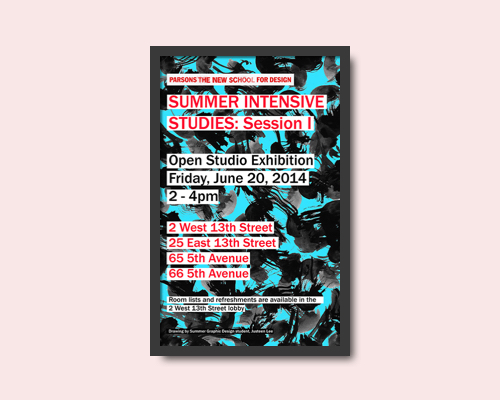 PARSONS THE NEW SCHOOL FOR DESIGN
SUMMER INTENSIVE
STUDIES: Session I
Open Studio Exhibition
Friday, June 20, 2014
2 - 4pm
2 West 13th Street
25 East 13th Street
65 5th Avenue
66 5th Avenue
Room lists and refreshments are available in the
2 West 13th Street lobby.
Drawing by Summer Graphic Design student, Justeen Lee